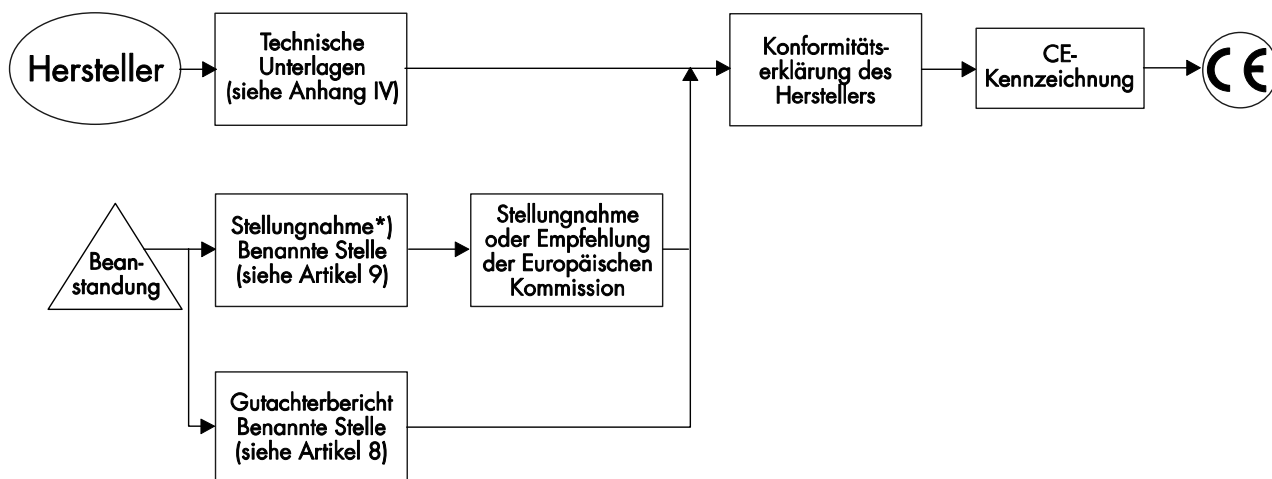 Hersteller
Technische
Unterlagen
(siehe Anhang IV)
Konformitäts-
erklärung des
Herstellers
CE-
Kennzeichnung
CE
Bean-
standung
Stellungnahme*)
Benannte Stelle
(siehe Artikel 9)
Stellungnahme
oder Empfehlung
der Europäischen
Kommission
Gutachterbericht
Benannte Stelle
(siehe Artikel 8)